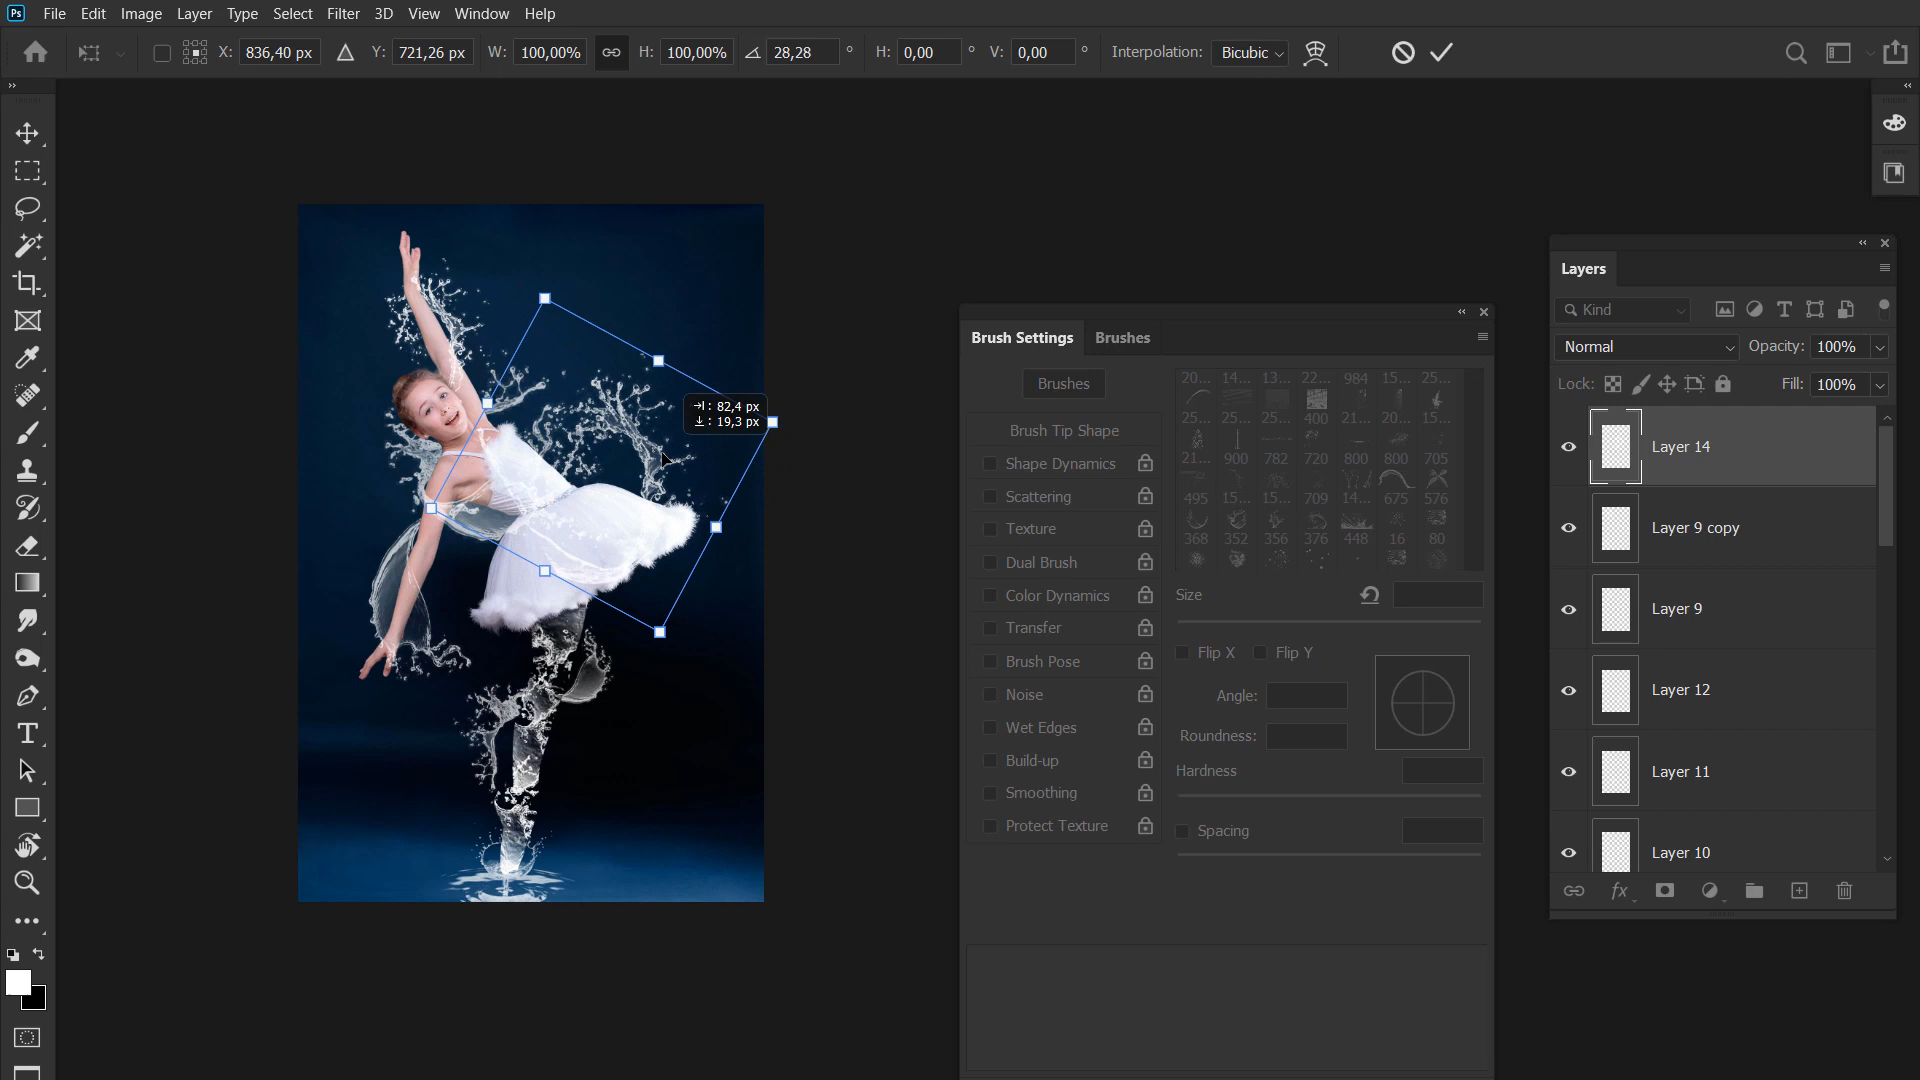 Ps File Edit Image Layer Type Select Filter 3D View Window Help
X: 836,40 px Y: 721,26 px W: 100,00% H: 100,00% 28,28 ° H: 0,00 ° V: 0,00 ° Interpolation: Bicubic
Layers
Kind
Normal Opacity: 100%
Lock: Fill: 100%
Layer 14
Layer 9 copy
Layer 9
Layer 12
Layer 11
Layer 10
fx
Brush Settings Brushes
Brushes
Brush Tip Shape
Shape Dynamics
Scattering
Texture
Dual Brush
Color Dynamics
Transfer
Brush Pose
Noise
Wet Edges
Build-up
Smoothing
Protect Texture
20... 14... 13... 22... 984 15... 25...
25... 25... 25... 400 21... 20... 15...
21... 900 782 720 800 800 705
495 15... 15... 709 14... 675 576
368 352 356 376 448 16 80
Size
Flip X Flip Y
Angle:
Roundness:
Hardness
Spacing
: 82,4 px
: 19,3 px